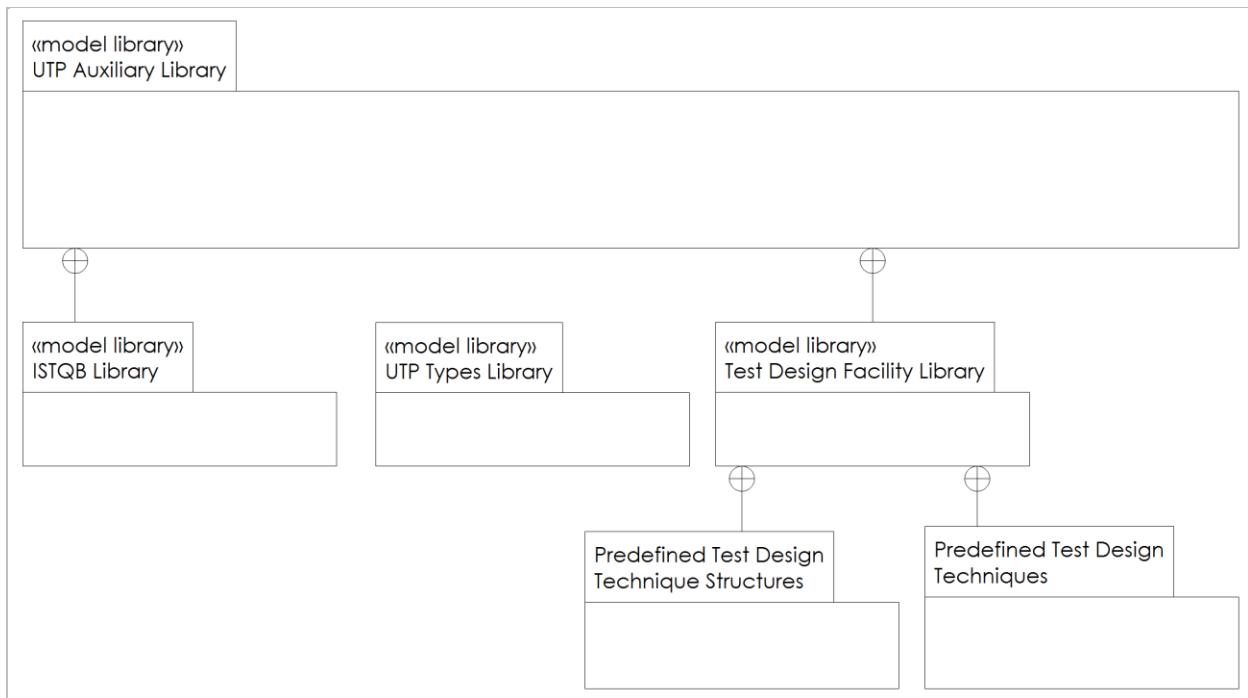 «model library»
UTP Auxiliary Library
«model library»
ISTQB Library
«model library»
UTP Types Library
«model library»
Test Design Facility Library
Predefined Test Design
Technique Structures
Predefined Test Design
Techniques